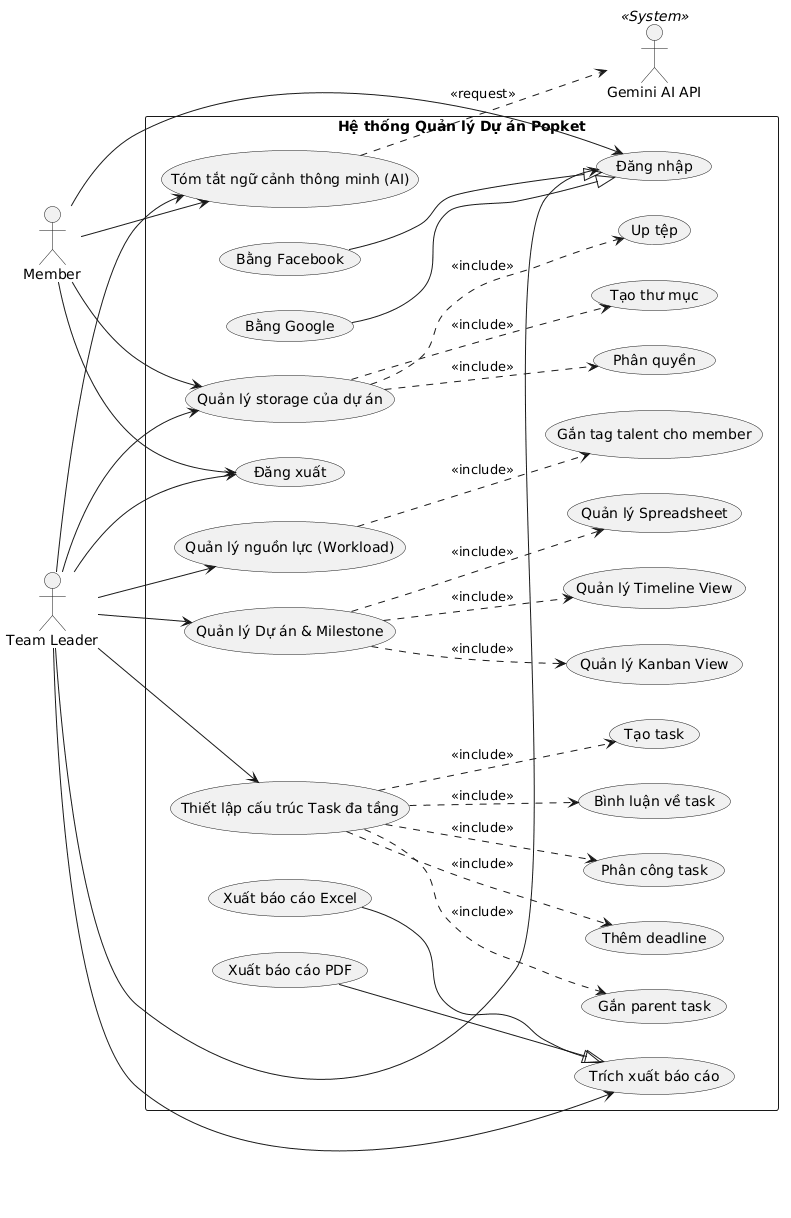 «System»
Gemini AI API
«request»
Hệ thống Quản lý Dự án Popket
Đăng nhập
Tóm tắt ngữ cảnh thông minh (AI)
Up tệp
Bằng Facebook
Member
«include»
Tạo thư mục
Bằng Google
«include»
Phân quyền
«include»
Quản lý storage của dự án
Gắn tag talent cho member
Đăng xuất
«include»
Quản lý Spreadsheet
Quản lý nguồn lực (Workload)
«include»
Quản lý Timeline View
«include»
Team Leader
Quản lý Dự án & Milestone
«include»
Quản lý Kanban View
Tạo task
«include»
Thiết lập cấu trúc Task đa tầng
«include»
Bình luận về task
«include»
Phân công task
«include»
Xuất báo cáo Excel
«include»
Thêm deadline
Xuất báo cáo PDF
Gắn parent task
Trích xuất báo cáo